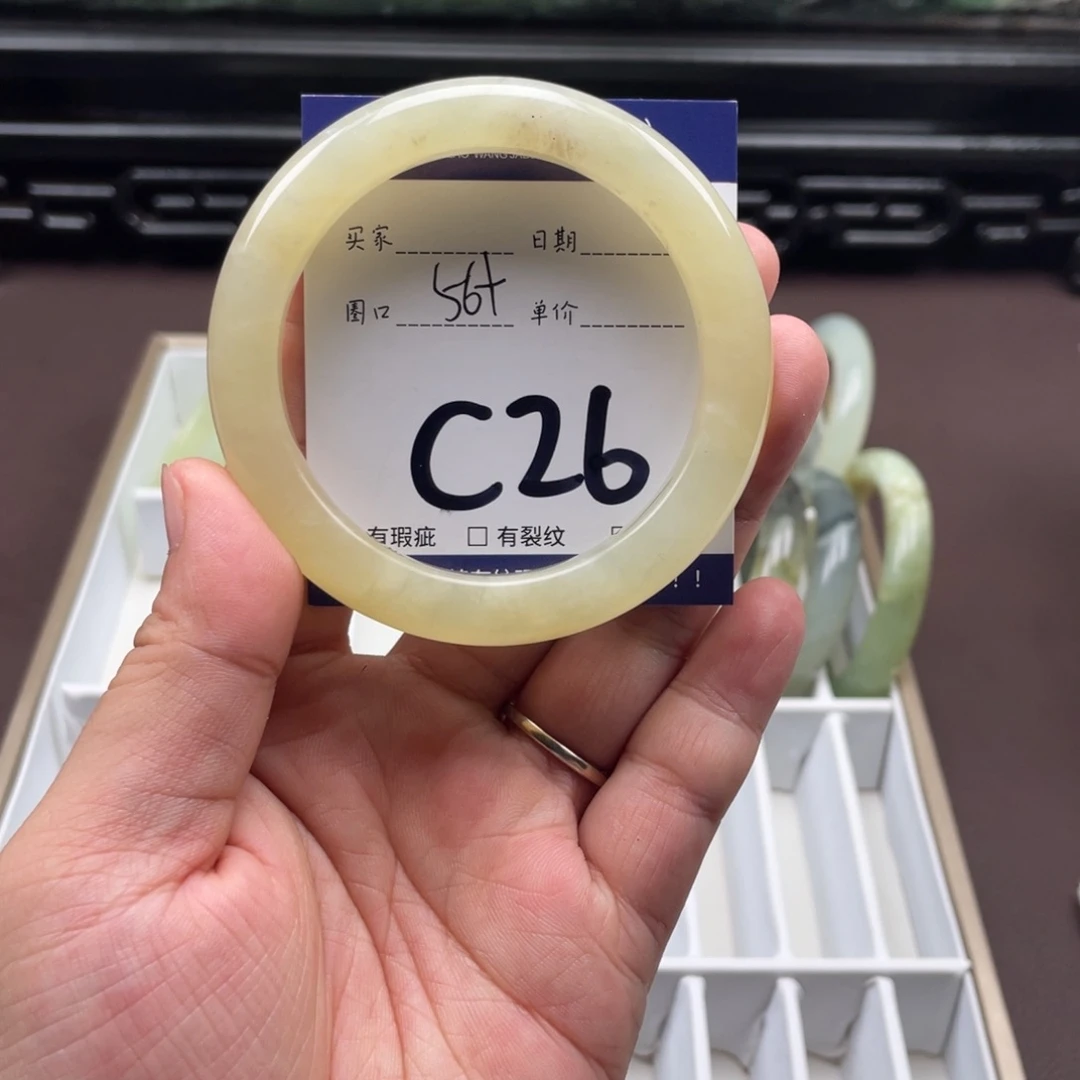 买家 日期
圈口 56+ 单价
C26
有瑕疵 □ 有裂纹 □
！！